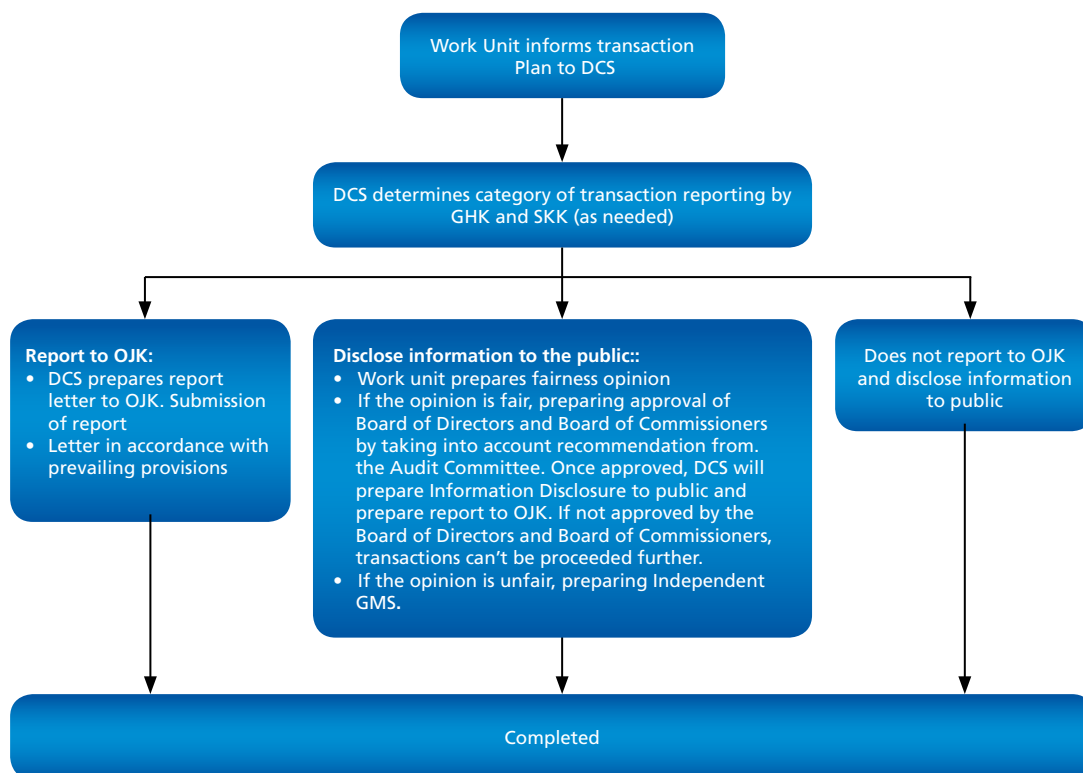 Work Unit informs transaction
Plan to DCS
DCS determines category of transaction reporting by
GHK and SKK (as needed)
Report to OJK:
• DCS prepares report
letter to OJK. Submission
of report
• Letter in accordance with
prevailing provisions
Disclose information to the public::
• Work unit prepares fairness opinion
• If the opinion is fair, preparing approval of
Board of Directors and Board of Commissioners
by taking into account recommendation from.
the Audit Committee. Once approved, DCS will
prepare Information Disclosure to public and
prepare report to OJK. If not approved by the
Board of Directors and Board of Commissioners,
transactions can’t be proceeded further.
• If the opinion is unfair, preparing Independent
GMS.
Does not report to OJK
and disclose information
to public
Completed